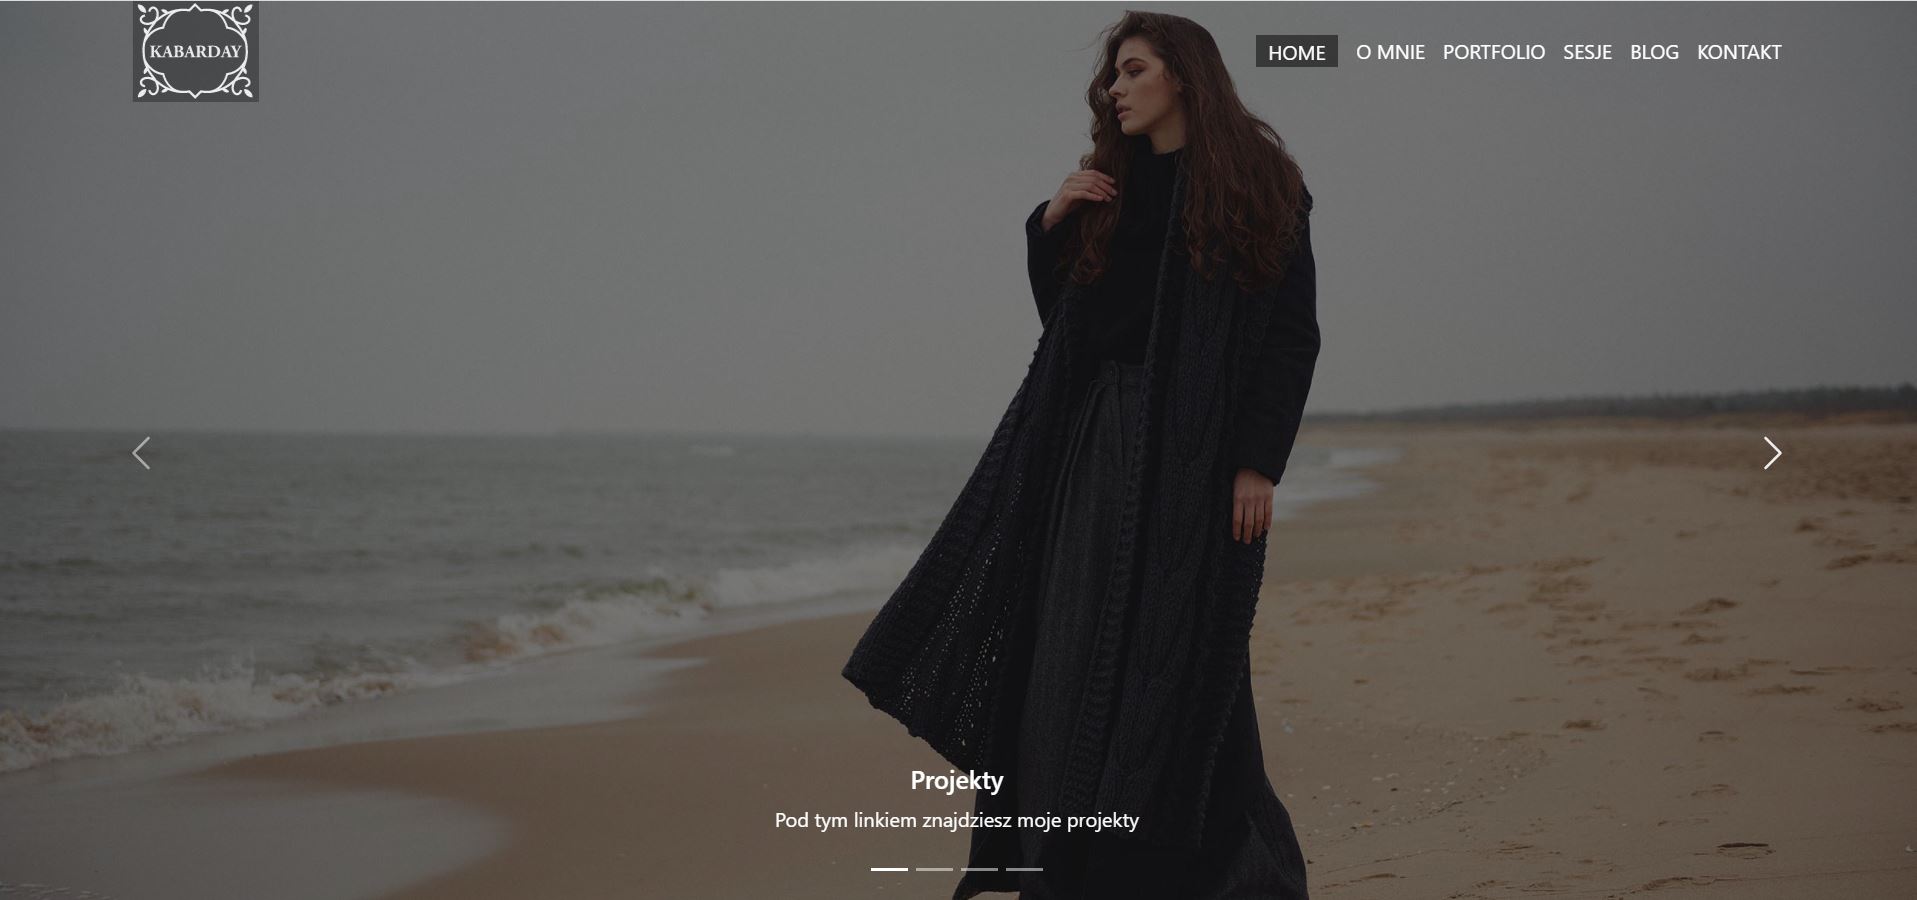 KABARDAY
HOME O MNIE PORTFOLIO SESJE BLOG KONTAKT
Projekty
Pod tym linkiem znajdziesz moje projekty